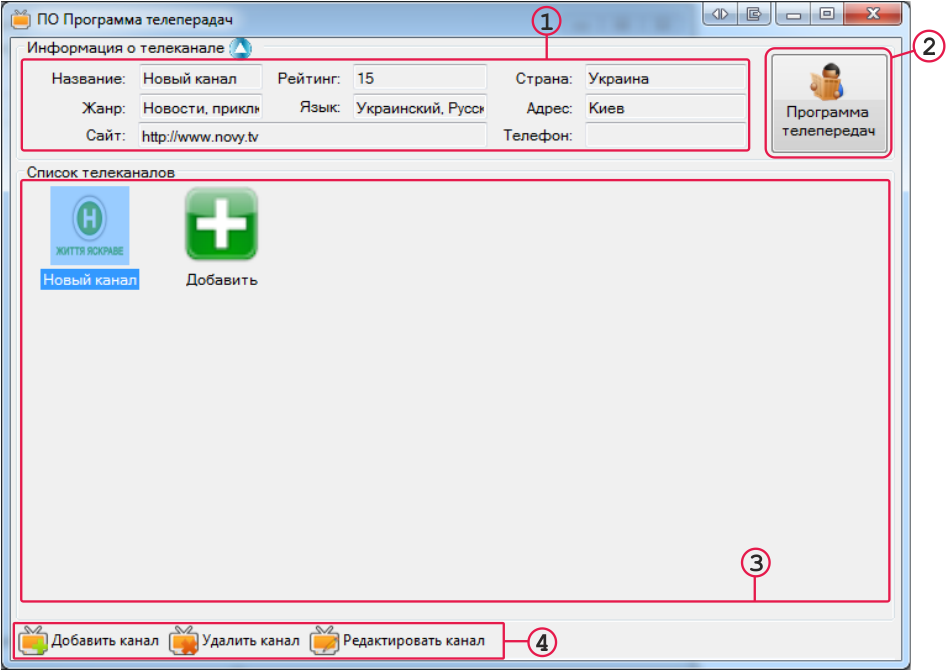 ПО Программа телеперадач
1
2
Информация о телеканале
Название: Новый канал Рейтинг: 15 Страна: Украина
Жанр: Новости, приклк Язык: Украинский, Русск Адрес: Киев
Сайт: http://www.novy.tv Телефон:
Программа
телепередач
Список телеканалов
Н
ЖИТТЯ ЯСКРАВЕ
Новый канал Добавить
3
Добавить канал Удалить канал Редактировать канал 4